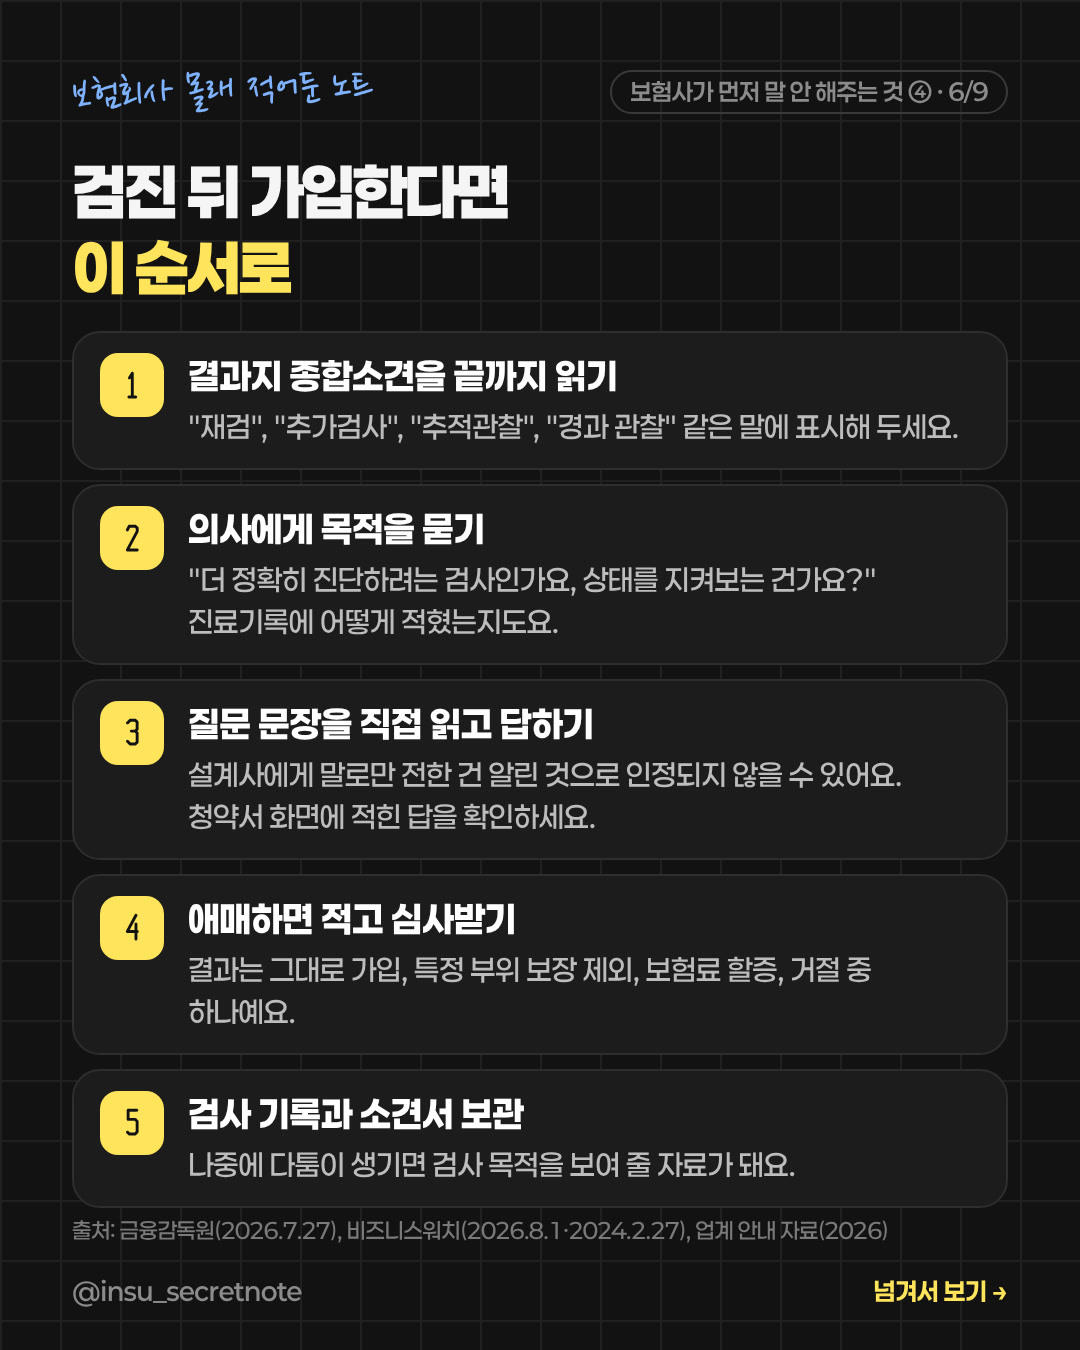 보험회사 몰래 적어둔 노트
보험사가 먼저 말 안 해주는 것 ④ · 6/9
검진 뒤 가입한다면
이 순서로
1
결과지 종합소견을 끝까지 읽기
"재검", "추가검사", "추적관찰", "경과 관찰" 같은 말에 표시해 두세요.
2
의사에게 목적을 묻기
"더 정확히 진단하려는 검사인가요, 상태를 지켜보는 건가요?"
진료기록에 어떻게 적혔는지도요.
3
질문 문장을 직접 읽고 답하기
설계사에게 말로만 전한 건 알린 것으로 인정되지 않을 수 있어요.
청약서 화면에 적힌 답을 확인하세요.
4
애매하면 적고 심사받기
결과는 그대로 가입, 특정 부위 보장 제외, 보험료 할증, 거절 중
하나예요.
5
검사 기록과 소견서 보관
나중에 다툼이 생기면 검사 목적을 보여 줄 자료가 돼요.
출처: 금융감독원(2026.7.27), 비즈니스워치(2026.8.1·2024.2.27), 업계 안내 자료(2026)
@insu_secretnote
넘겨서 보기 →